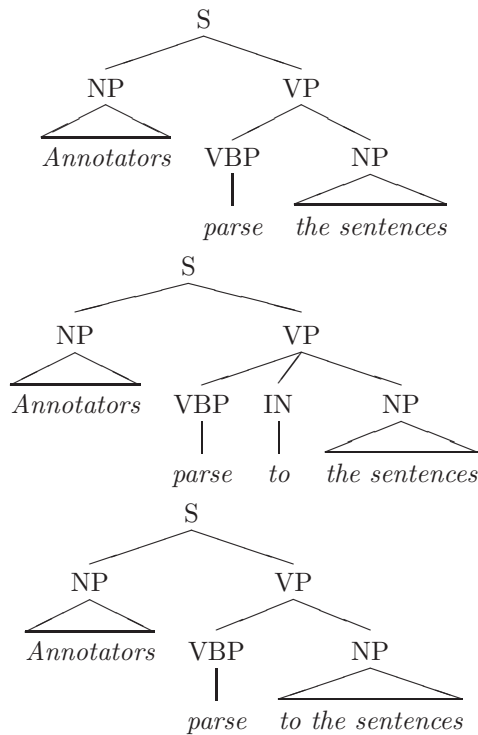 S
NP VP
Annotators VBP NP
parse the sentences
S
NP VP
Annotators VBP IN NP
parse to the sentences
S
NP VP
Annotators VBP NP
parse to the sentences